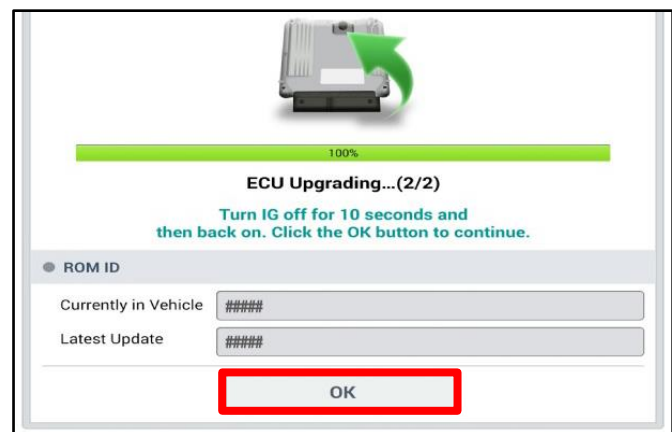 100%
ECU Upgrading...(2/2)
Turn IG off for 10 seconds and
then back on. Click the OK button to continue.
ROM ID
Currently in Vehicle #####
Latest Update #####
OK